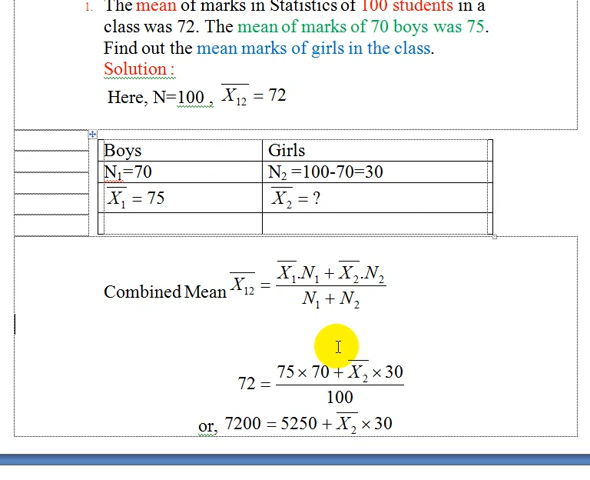 1. The mean of marks in Statistics of 100 students in a
class was 72. The mean of marks of 70 boys was 75.
Find out the mean marks of girls in the class.
Solution :
Here, N=100 , X̅₁₂ = 72
Boys Girls
N₁=70 N₂ =100-70=30
X̅₁ = 75 X̅₂ = ?
Combined Mean X̅₁₂ = (X̅₁.N₁ + X̅₂.N₂) / (N₁ + N₂)
72 = (75 × 70 + X̅₂ × 30) / 100
or, 7200 = 5250 + X̅₂ × 30